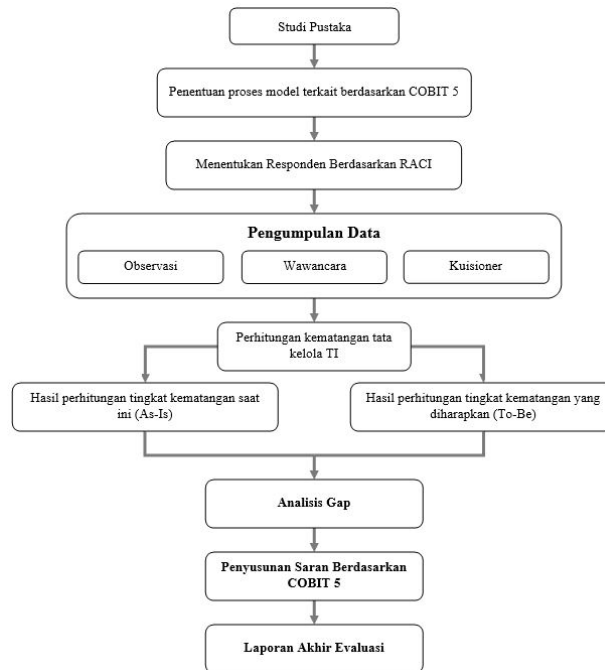 Studi Pustaka
Penentuan proses model terkait berdasarkan COBIT 5
Menentukan Responden Berdasarkan RACI
Pengumpulan Data
Observasi
Wawancara
Kuisioner
Perhitungan kematangan tata
kelola TI
Hasil perhitungan tingkat kematangan saat
ini (As-Is)
Hasil perhitungan tingkat kematangan yang
diharapkan (To-Be)
Analisis Gap
Penyusunan Saran Berdasarkan
COBIT 5
Laporan Akhir Evaluasi